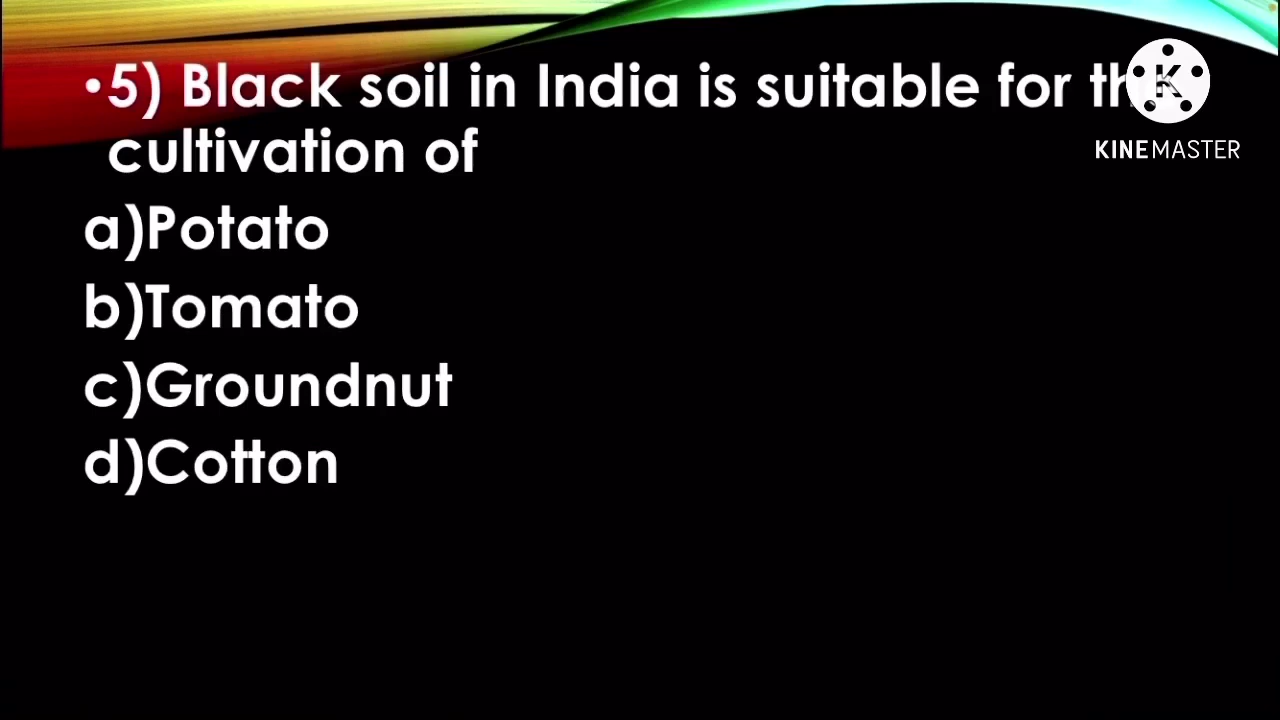 •5) Black soil in India is suitable for the
cultivation of
a)Potato
b)Tomato
c)Groundnut
d)Cotton
K
KINEMASTER